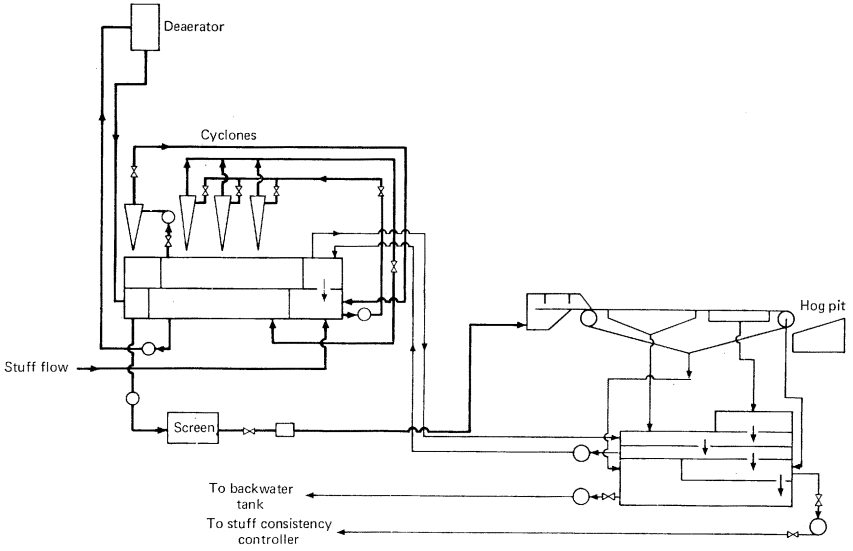 Deaerator
Cyclones
Hog pit
Stuff flow
Screen
To backwater
tank
To stuff consistency
controller